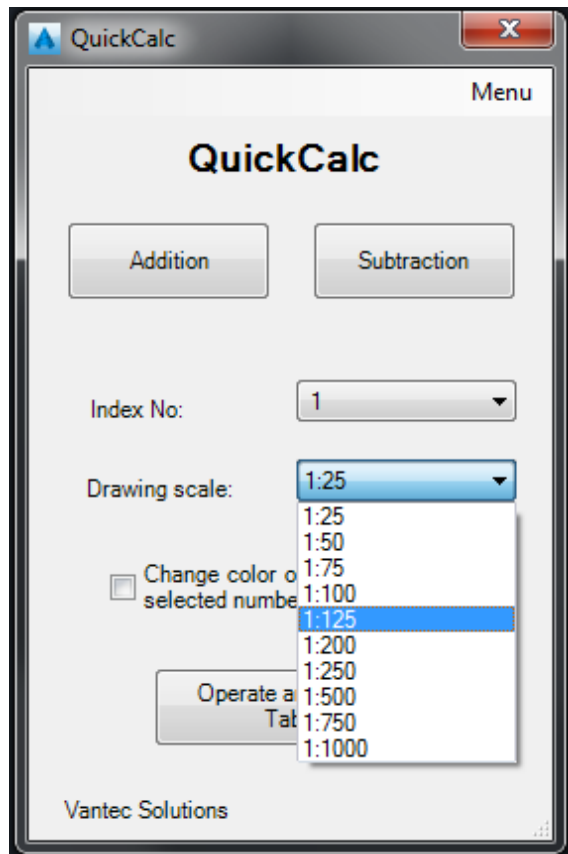 QuickCalc
Menu
QuickCalc
Addition
Subtraction
Index No:
1
Drawing scale:
1:25
1:25
1:50
1:75
1:100
1:125
1:200
1:250
1:500
1:750
1:1000
Change color
selected
Operate
Vantec Solutions